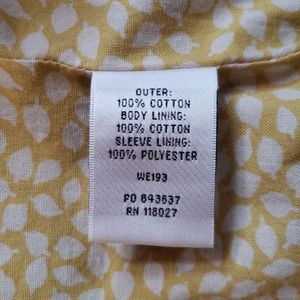 OUTER:
100% COTTON
BODY LINING:
100% COTTON
SLEEVE LINING:
100% POLYESTER
WE193
PO 843637
RN 118027